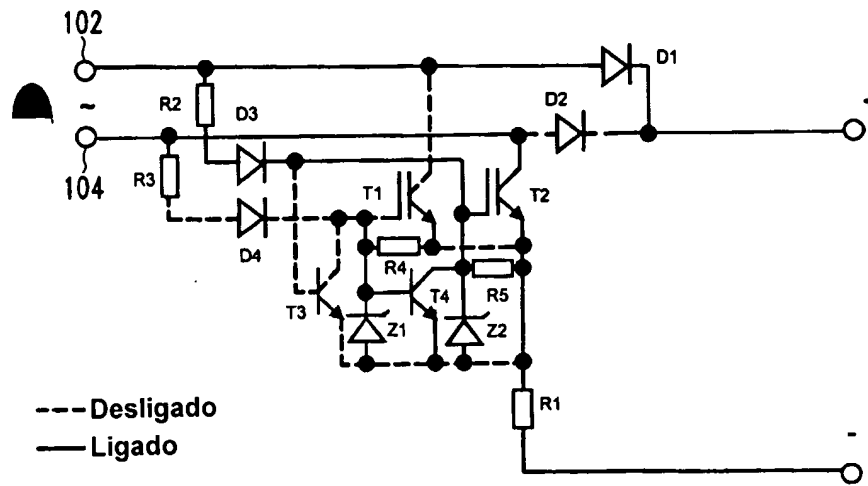 102
D1
R2
D3
D2
~
104
R3
T1
T2
D4
R4
R5
T3
T4
Z1
Z2
R1
---Desligado
—Ligado
-